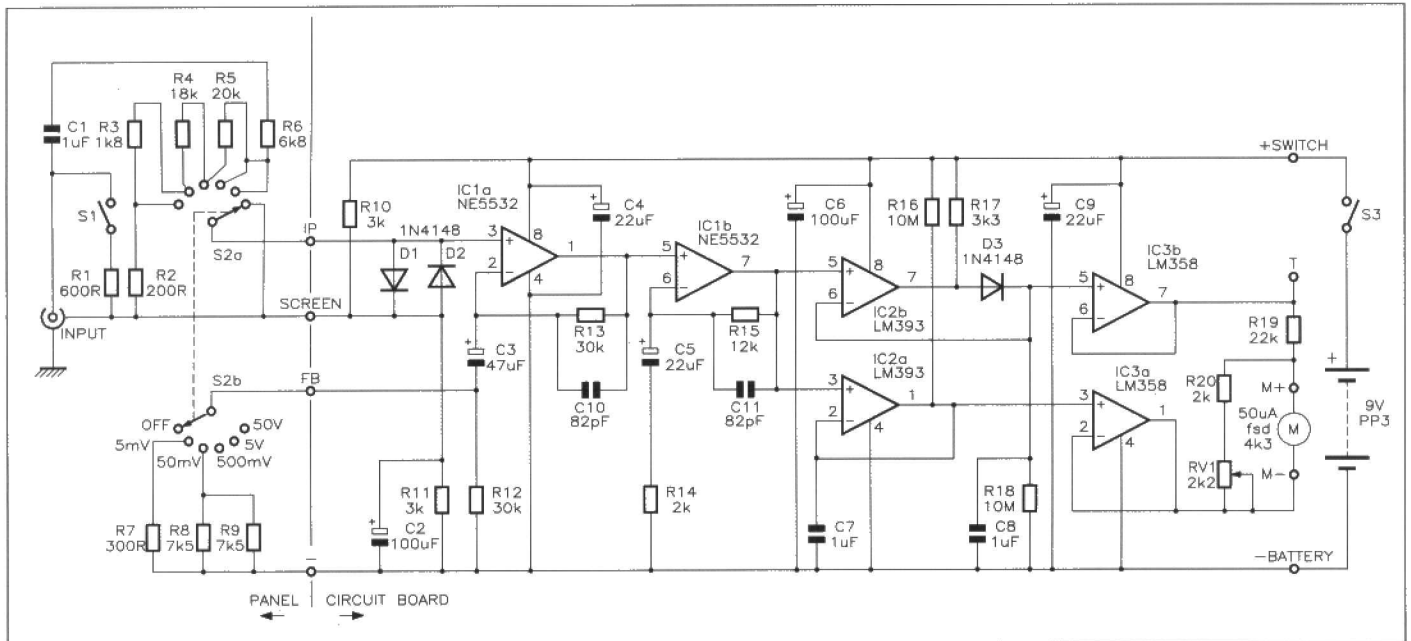 R4
18k
R5
20k
C1
1uF
R3
1k8
R6
6k8
S1
R1
600R
R2
200R
S2a
INPUT
IP
SCREEN
R10
3k
1N4148
D1
D2
IC1a
NE5532
3
2
8
4
1
C4
22uF
IC1b
NE5532
5
6
7
R13
30k
C3
47uF
C10
82pF
C5
22uF
R15
12k
C11
82pF
C6
100uF
5
6
8
7
IC2b
LM393
IC2a
LM393
3
2
1
4
R16
10M
R17
3k3
D3
1N4148
C9
22uF
IC3b
LM358
5
6
8
7
IC3a
LM358
3
2
1
4
+SWITCH
S3
T
R19
22k
R20
2k
M+
50uA
fsd
4k3
M
M-
RV1
2k2
9V
PP3
S2b
FB
OFF
5mV
50mV
500mV
5V
50V
R7
300R
R8
7k5
R9
7k5
R11
3k
C2
100uF
R12
30k
R14
2k
C7
1uF
C8
1uF
R18
10M
-BATTERY
PANEL
CIRCUIT BOARD